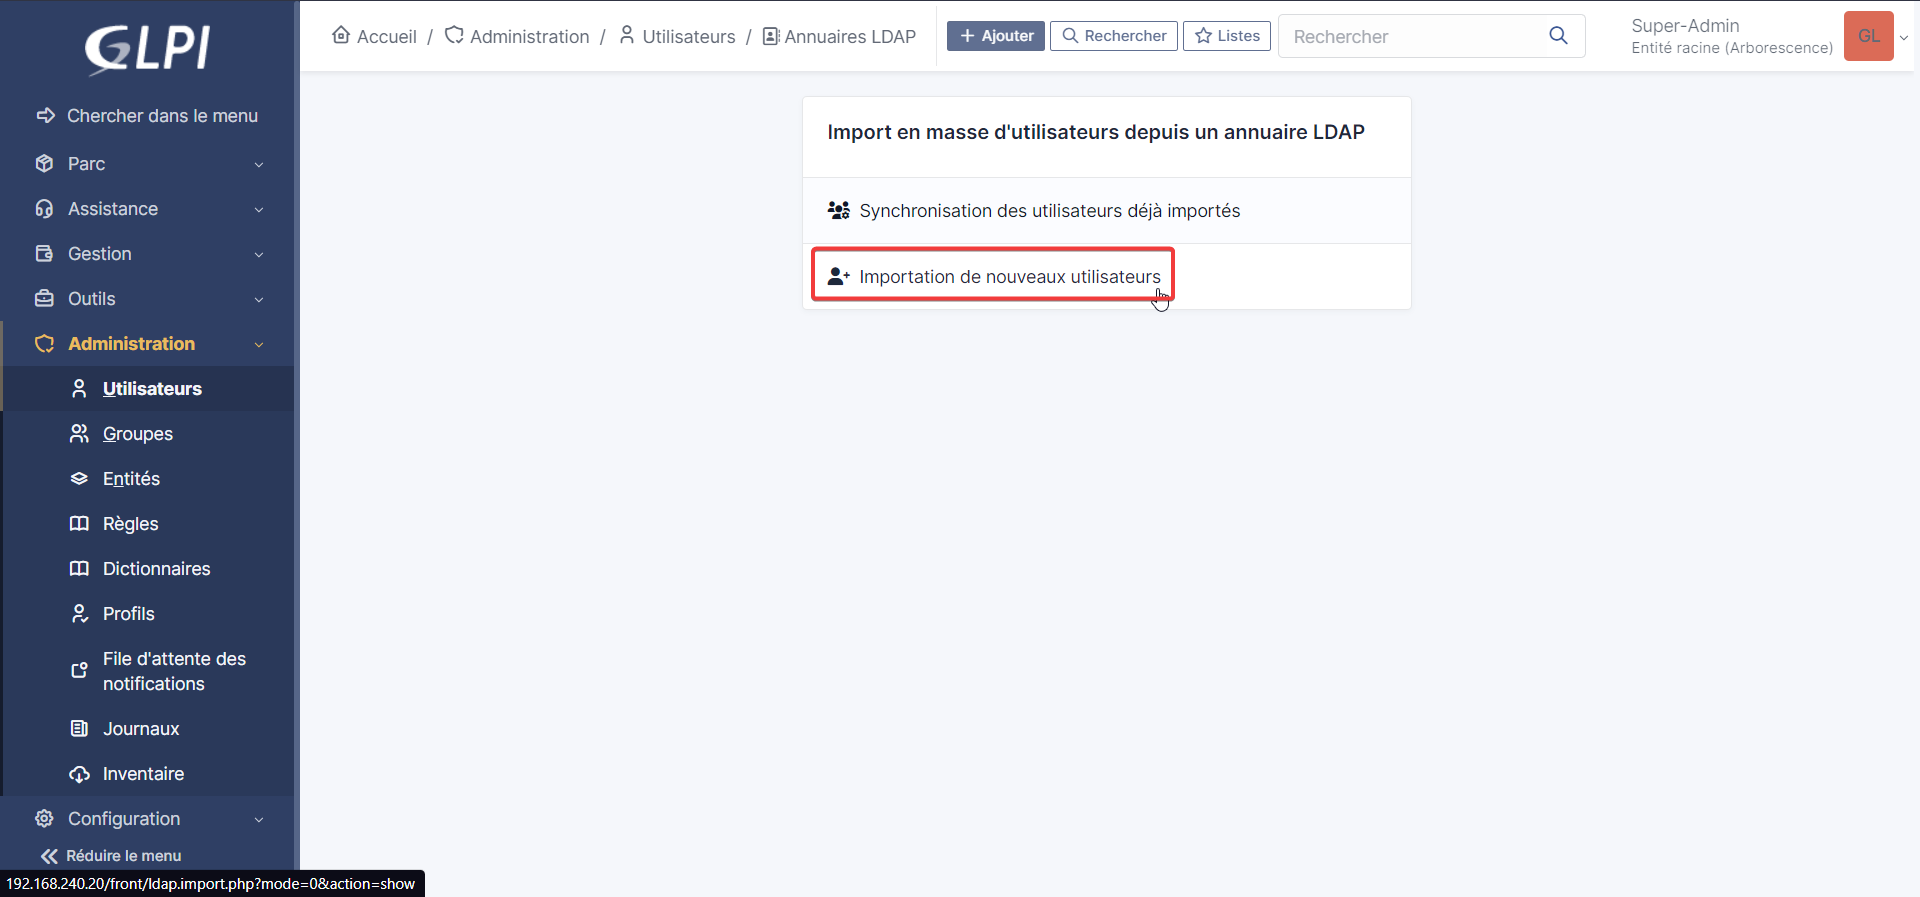 GLPI
Chercher dans le menu
Parc
Assistance
Gestion
Outils
Administration
Utilisateurs
Groupes
Entités
Règles
Dictionnaires
Profils
File d'attente des
notifications
Journaux
Inventaire
Configuration
Réduire le menu
192.168.240.20/front/ldap.import.php?mode=0&action=show
Accueil / Administration / Utilisateurs / Annuaires LDAP
+ Ajouter
Rechercher
Listes
Rechercher
Super-Admin
Entité racine (Arborescence)
GL
Import en masse d'utilisateurs depuis un annuaire LDAP
Synchronisation des utilisateurs déjà importés
Importation de nouveaux utilisateurs